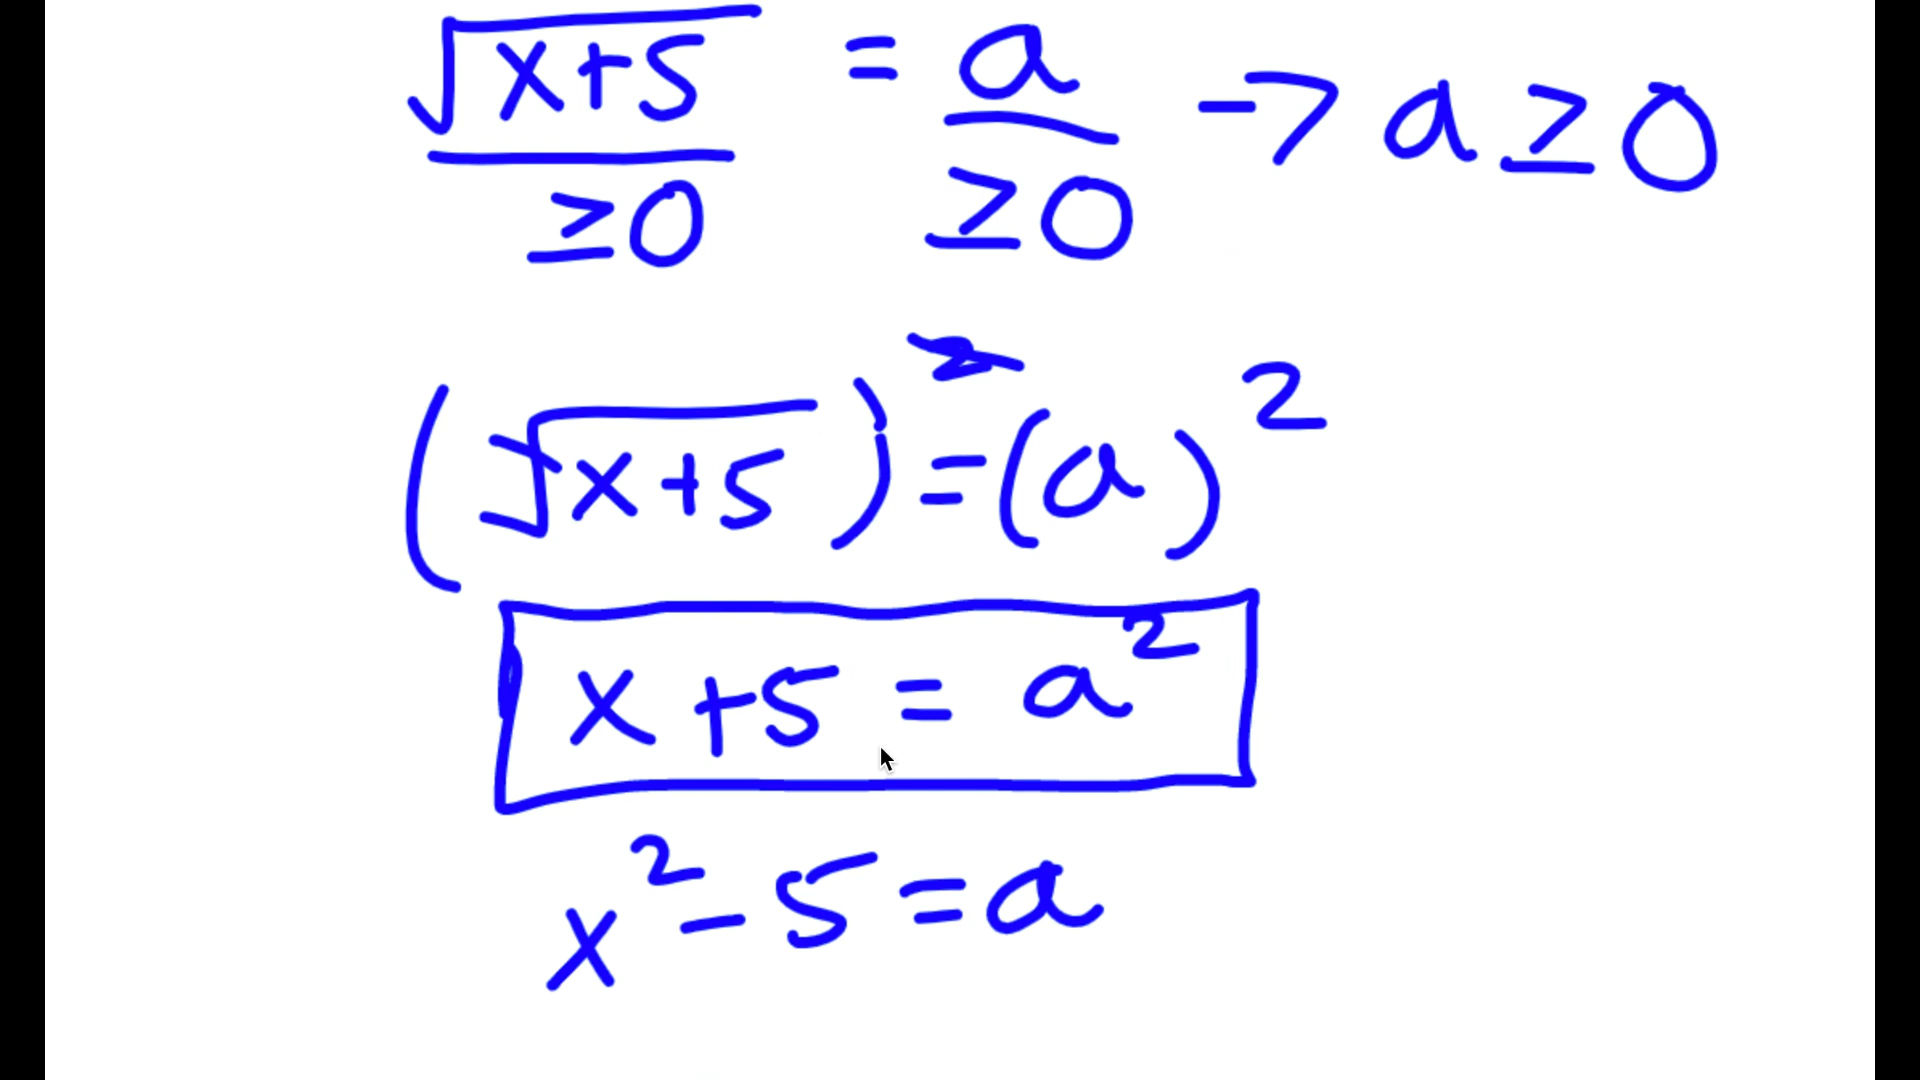 √(x+5) = a → a ≥ 0
≥0 ≥0
(√(x+5))² = (a)²
x+5 = a²
x² - 5 = a